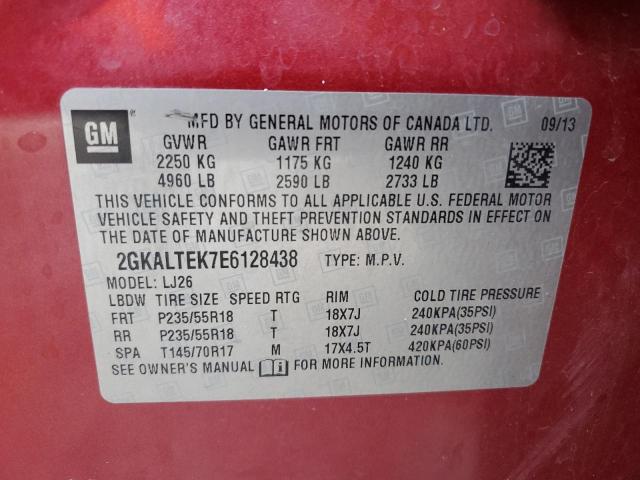 GM MFD BY GENERAL MOTORS OF CANADA LTD. 09/13
GVWR GAWR FRT GAWR RR
2250 KG 1175 KG 1240 KG
4960 LB 2590 LB 2733 LB
THIS VEHICLE CONFORMS TO ALL APPLICABLE U.S. FEDERAL MOTOR
VEHICLE SAFETY AND THEFT PREVENTION STANDARDS IN EFFECT ON
THE DATE OF MANUFACTURE SHOWN ABOVE.
2GKALTEK7E6128438 TYPE: M.P.V.
MODEL: LJ26
LBDW TIRE SIZE SPEED RTG RIM COLD TIRE PRESSURE
FRT P235/55R18 T 18X7J 240KPA(35PSI)
RR P235/55R18 T 18X7J 240KPA(35PSI)
SPA T145/70R17 M 17X4.5T 420KPA(60PSI)
SEE OWNER'S MANUAL FOR MORE INFORMATION.